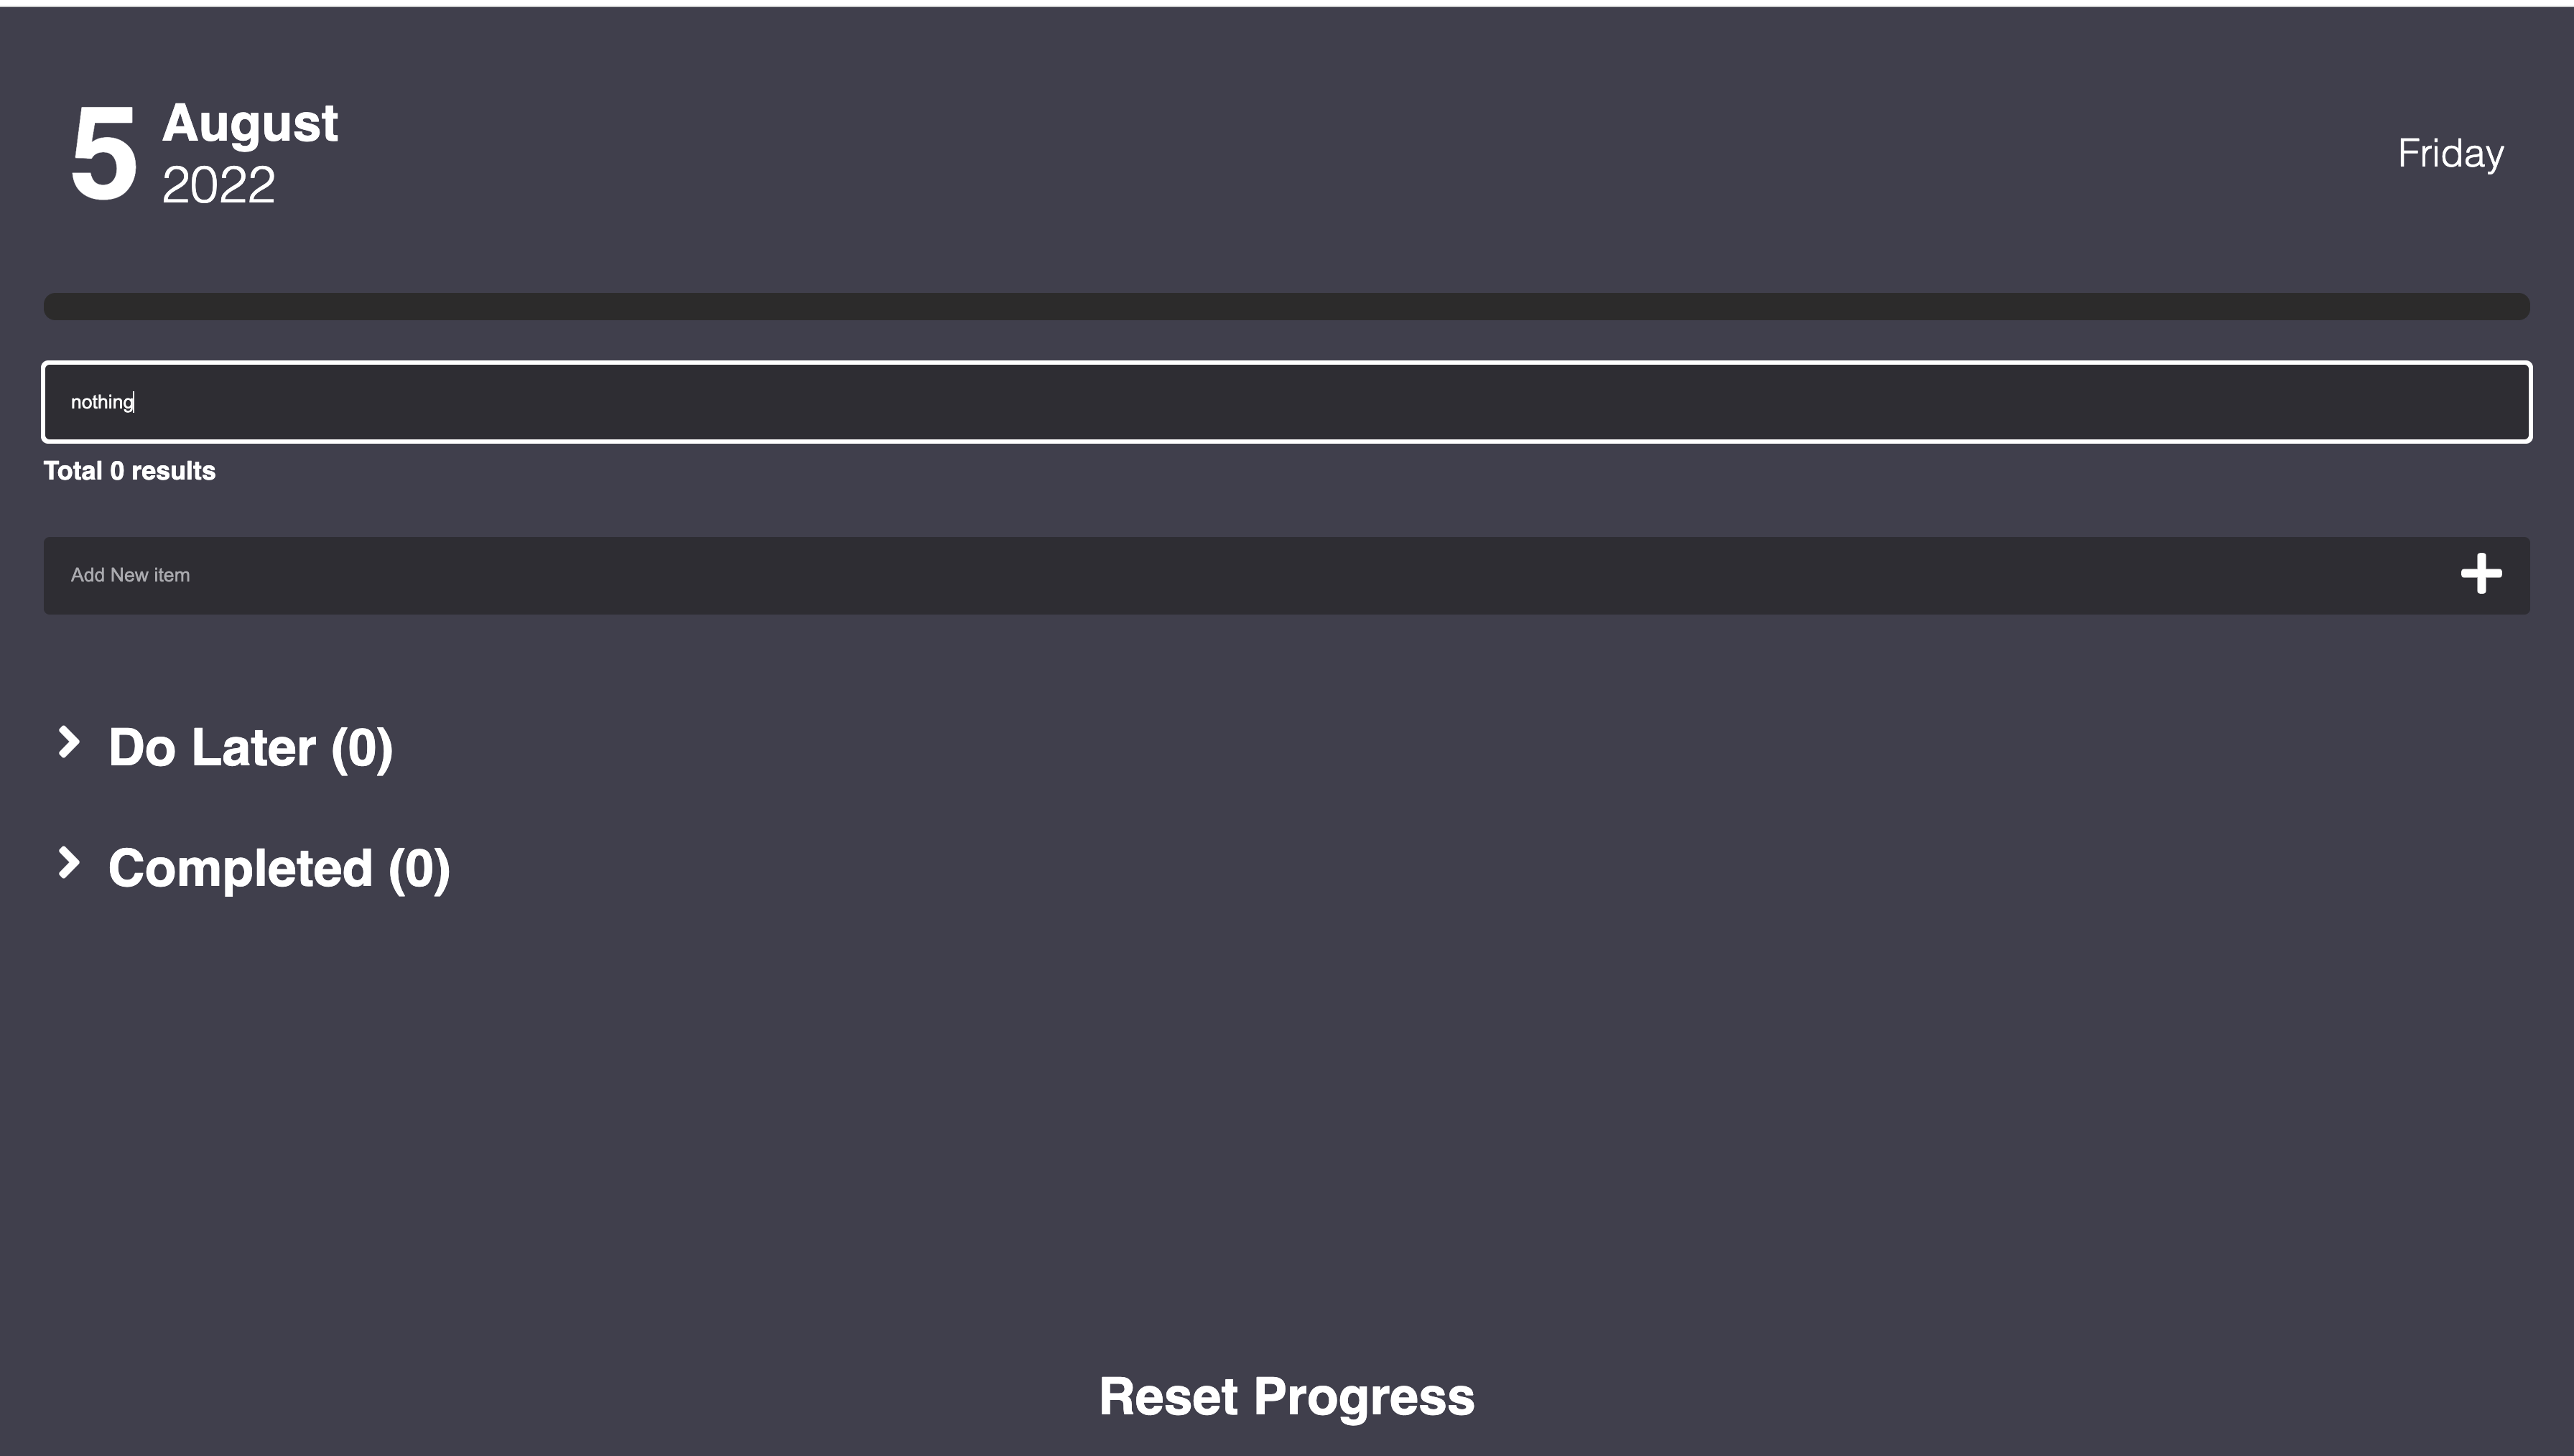 5
August
2022
Friday
nothing
Total 0 results
Add New item
Do Later (0)
Completed (0)
Reset Progress